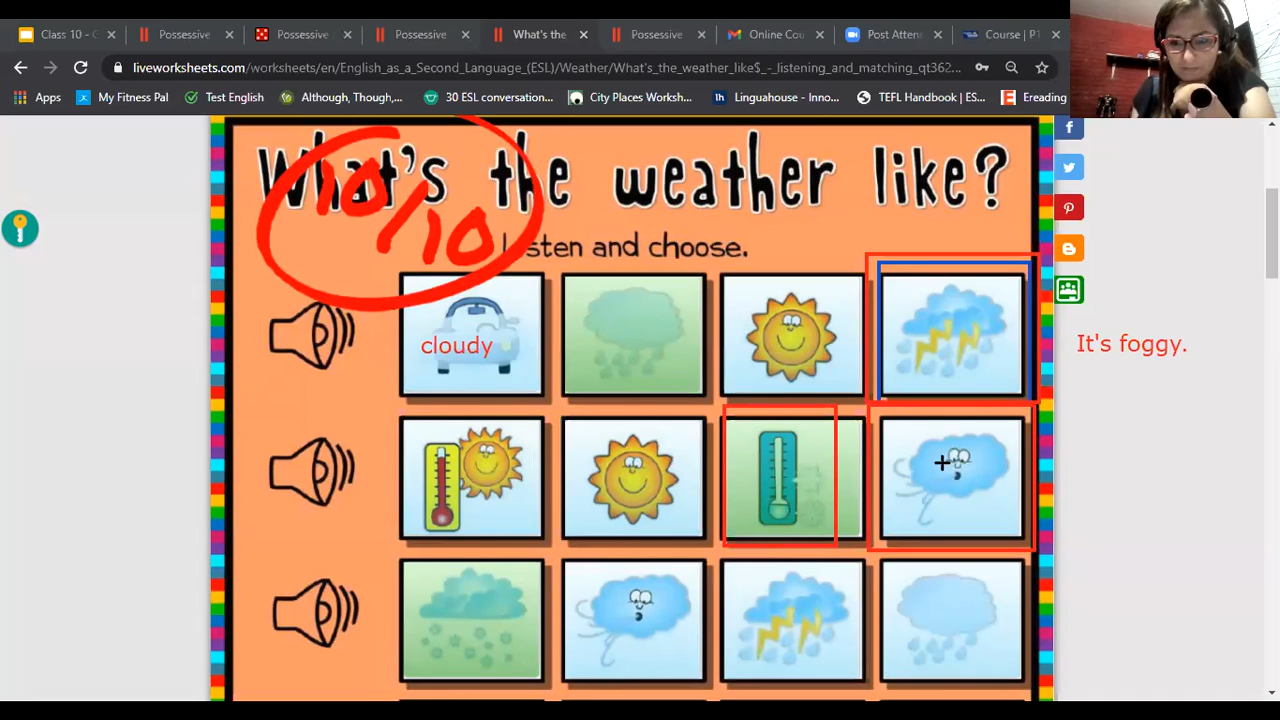 Class 10 - G
Possessive
Possessive
Possessive
What's the
Possessive
Online Cou
Post Atten
Course | P1
liveworksheets.com/worksheets/en/English_as_a_Second_Language_(ESL)/Weather/What's_the_weather_like$_-_listening_and_matching_qt362...
Apps
My Fitness Pal
Test English
Although, Though,...
30 ESL conversation...
City Places Worksh...
Linguahouse - Inno...
TEFL Handbook | ES...
Ereading
What's the weather like?
10/10
Listen and choose.
cloudy
It's foggy.